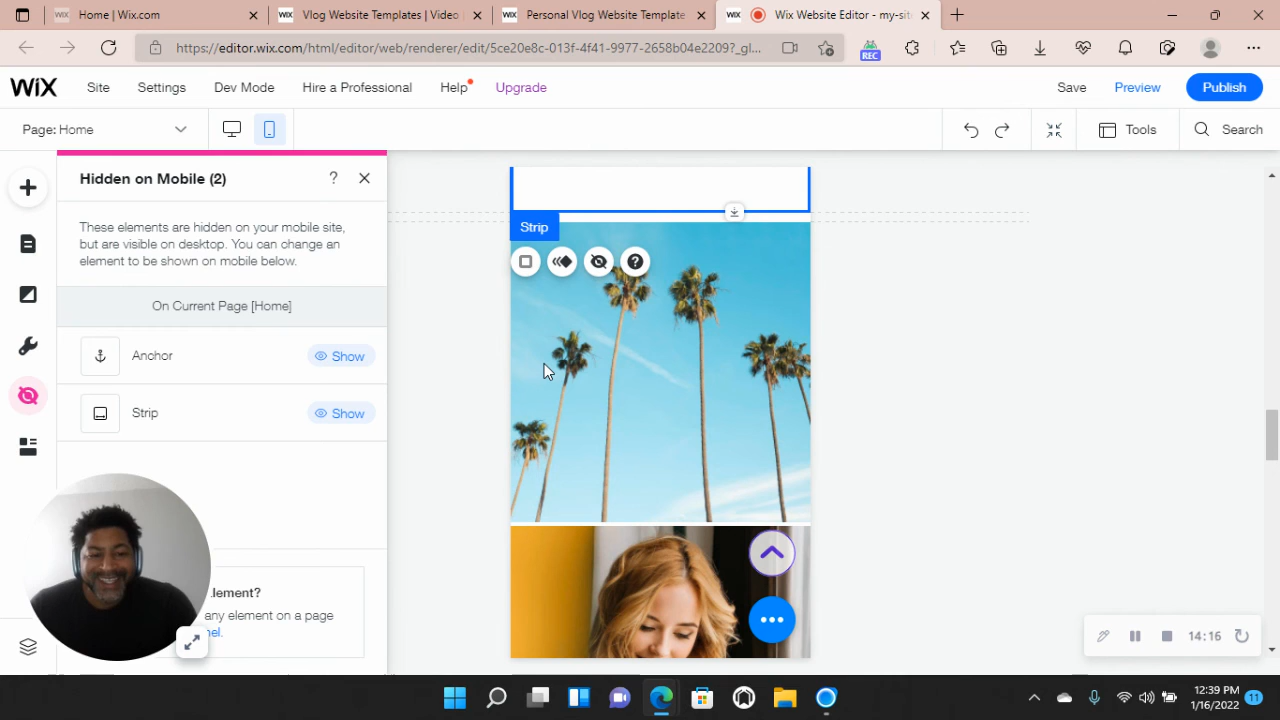 Home | Wix.com
Vlog Website Templates | Video
Personal Vlog Website Template
Wix Website Editor - my-sit
https://editor.wix.com/html/editor/web/renderer/edit/5ce20e8c-013f-4f41-9977-2658b04e2209?_gl...
REC
WiX
Site
Settings
Dev Mode
Hire a Professional
Help
Upgrade
Save
Preview
Publish
Page: Home
Tools
Search
Hidden on Mobile (2)
?
These elements are hidden on your mobile site,
but are visible on desktop. You can change an
element to be shown on mobile below.
On Current Page [Home]
Anchor
Show
Strip
Show
Strip
?
lement?
any element on a page
nel.
14:16
12:39 PM
1/16/2022
11